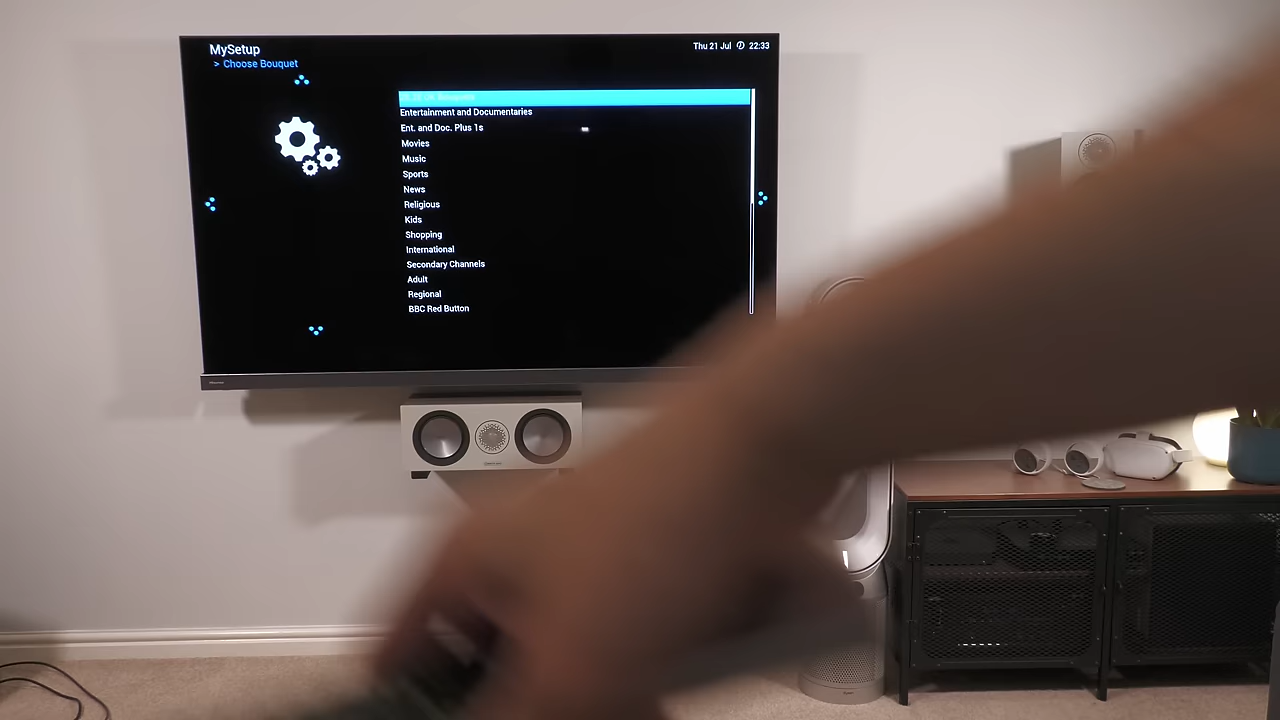 MySetup
> Choose Bouquet
Thu 21 Jul 22:33
Entertainment and Documentaries
Ent. and Doc. Plus 1s
Movies
Music
Sports
News
Religious
Kids
Shopping
International
Secondary Channels
Adult
Regional
BBC Red Button
Hisense